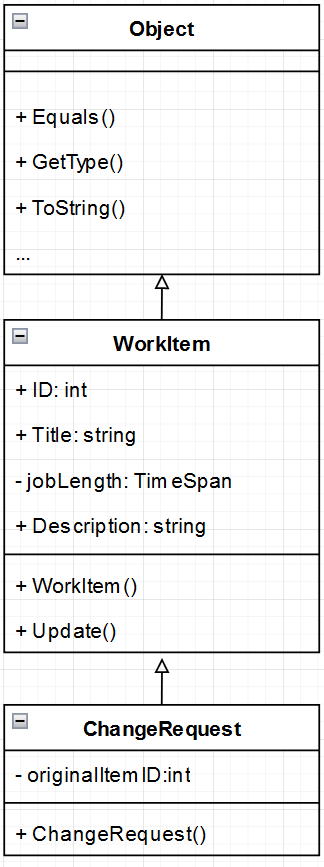 Object
+ Equals()
+ GetType()
+ ToString()
...
WorkItem
+ ID: int
+ Title: string
- jobLength: TimeSpan
+ Description: string
+ WorkItem()
+ Update()
ChangeRequest
- originalItemID:int
+ ChangeRequest()